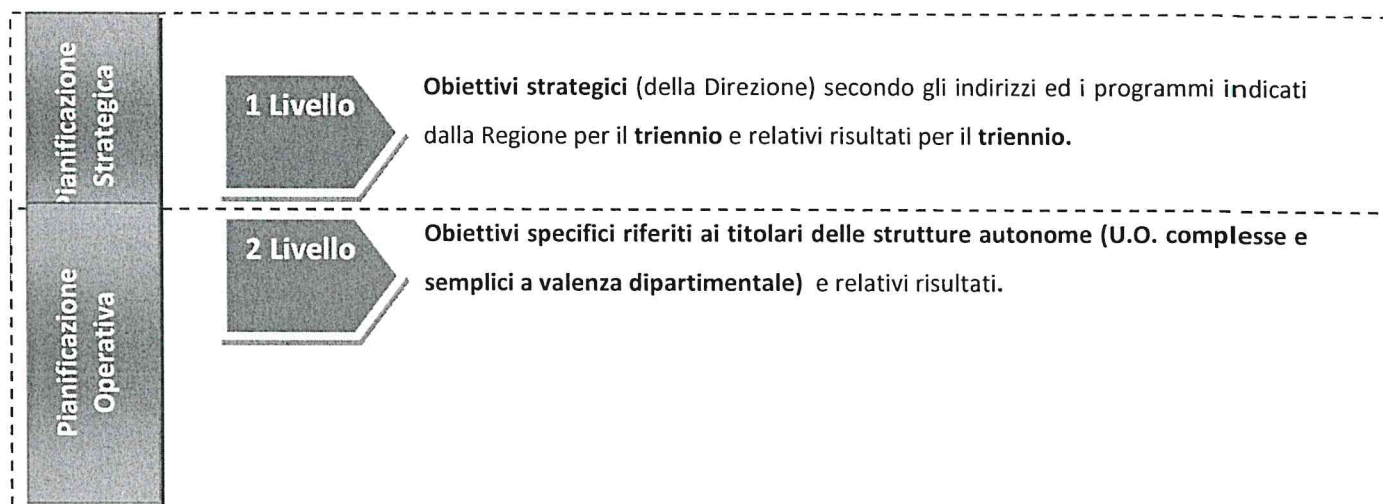 Pianificazione
Strategica
1 Livello
Obiettivi strategici (della Direzione) secondo gli indirizzi ed i programmi indicati
dalla Regione per il triennio e relativi risultati per il triennio.
Pianificazione
Operativa
2 Livello
Obiettivi specifici riferiti ai titolari delle strutture autonome (U.O. complesse e
semplici a valenza dipartimentale) e relativi risultati.